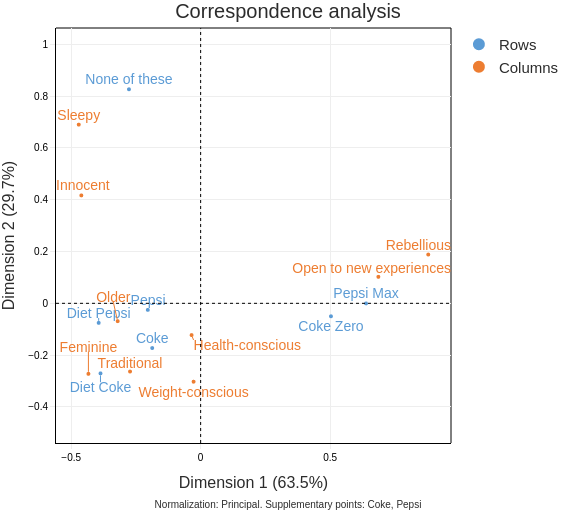 Correspondence analysis
Rows
Columns
Dimension 2 (29.7%)
1
0.8
0.6
0.4
0.2
0
−0.2
−0.4
None of these
Sleepy
Innocent
Rebellious
Open to new experiences
Pepsi Max
Older
Pepsi
Diet Pepsi
Coke Zero
Coke
Health-conscious
Feminine
Traditional
Diet Coke
Weight-conscious
−0.5
0
0.5
Dimension 1 (63.5%)
Normalization: Principal. Supplementary points: Coke, Pepsi